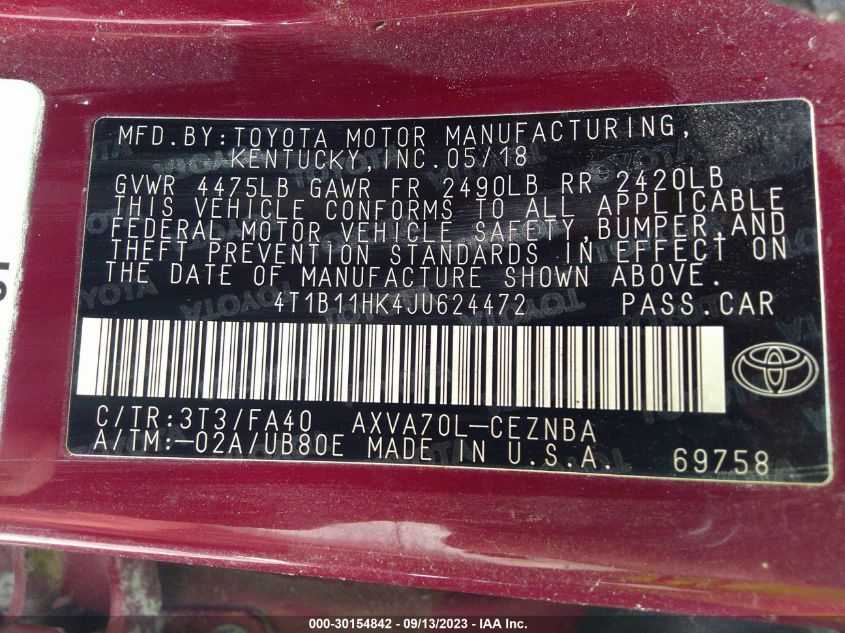 MFD.BY:TOYOTA MOTOR MANUFACTURING,
KENTUCKY,INC.05/18
GVWR 4475LB GAWR FR 2490LB RR 2420LB
THIS VEHICLE CONFORMS TO ALL APPLICABLE
FEDERAL MOTOR VEHICLE SAFETY,BUMPER,AND
THEFT PREVENTION STANDARDS IN EFFECT ON
THE DATE OF MANUFACTURE SHOWN ABOVE.
4T1B11HK4JU624472 PASS.CAR
C/TR:3T3/FA40 AXVA70L-CEZNBA
A/TM:-02A/UB80E MADE IN U.S.A.
69758
000-30154842 - 09/13/2023 - IAA Inc.